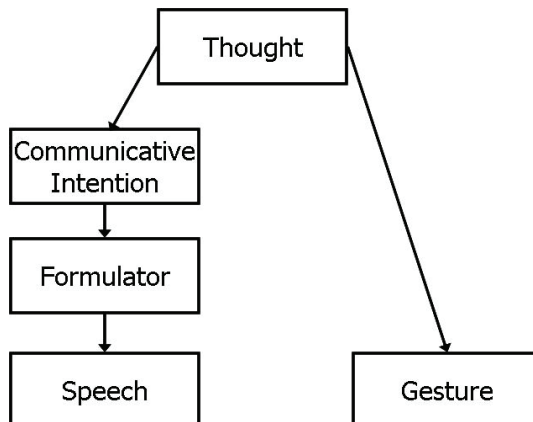 Thought
Communicative
Intention
Formulator
Speech
Gesture